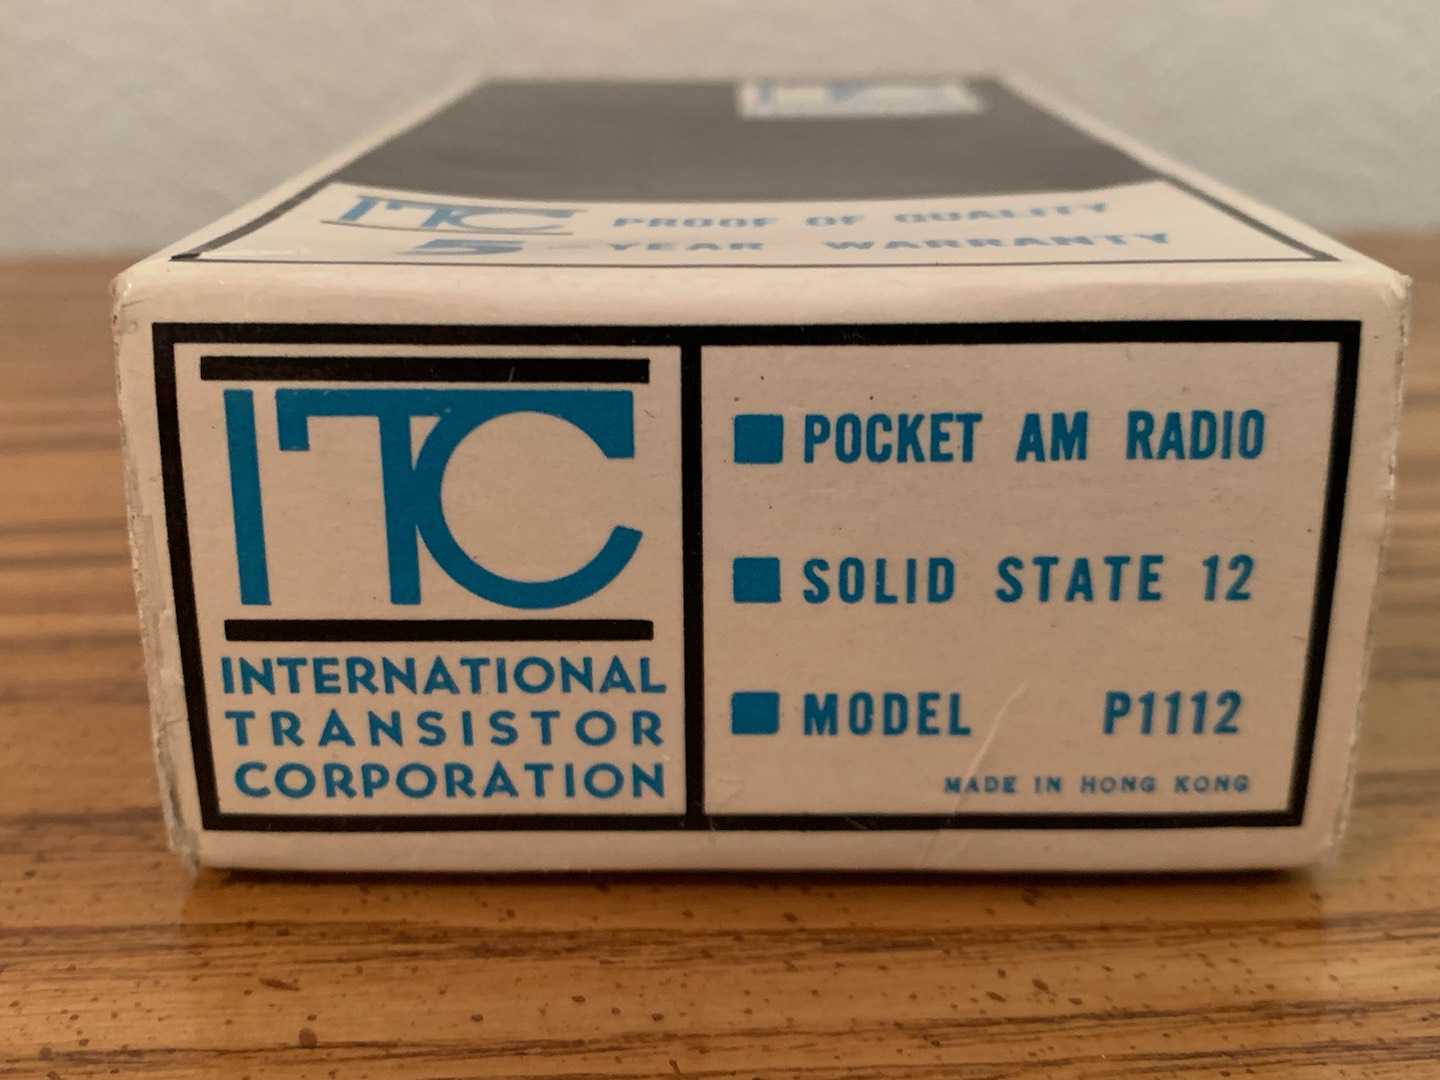 ITC PROOF OF QUALITY
5 YEAR WARRANTY
ITC
INTERNATIONAL
TRANSISTOR
CORPORATION
POCKET AM RADIO
SOLID STATE 12
MODEL P1112
MADE IN HONG KONG